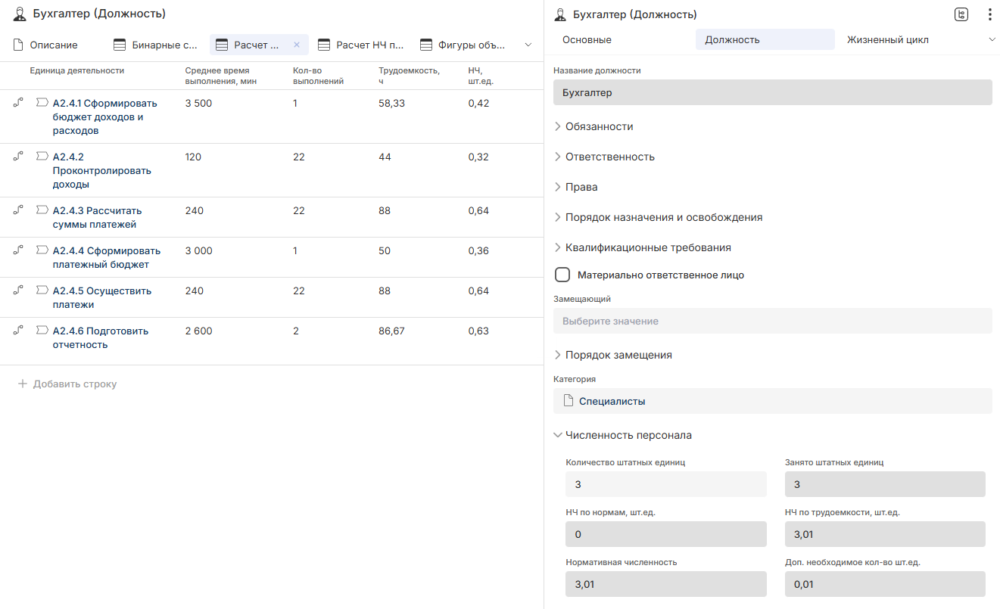 Бухгалтер (Должность)
Описание
Бинарные с...
Расчет ...
Расчет НЧ п...
Фигуры объ...
Единица деятельности
Среднее время
выполнения, мин
Кол-во
выполнений
Трудоемкость,
ч
НЧ,
шт.ед.
A2.4.1 Сформировать
бюджет доходов и
расходов
3 500
1
58,33
0,42
A2.4.2
Проконтролировать
доходы
120
22
44
0,32
A2.4.3 Рассчитать
суммы платежей
240
22
88
0,64
A2.4.4 Сформировать
платежный бюджет
3 000
1
50
0,36
A2.4.5 Осуществить
платежи
240
22
88
0,64
A2.4.6 Подготовить
отчетность
2 600
2
86,67
0,63
Добавить строку
Бухгалтер (Должность)
Основные
Должность
Жизненный цикл
Название должности
Бухгалтер
Обязанности
Ответственность
Права
Порядок назначения и освобождения
Квалификационные требования
Материально ответственное лицо
Замещающий
Выберите значение
Порядок замещения
Категория
Специалисты
Численность персонала
Количество штатных единиц
3
Занято штатных единиц
3
НЧ по нормам, шт.ед.
0
НЧ по трудоемкости, шт.ед.
3,01
Нормативная численность
3,01
Доп. необходимое кол-во шт.ед.
0,01